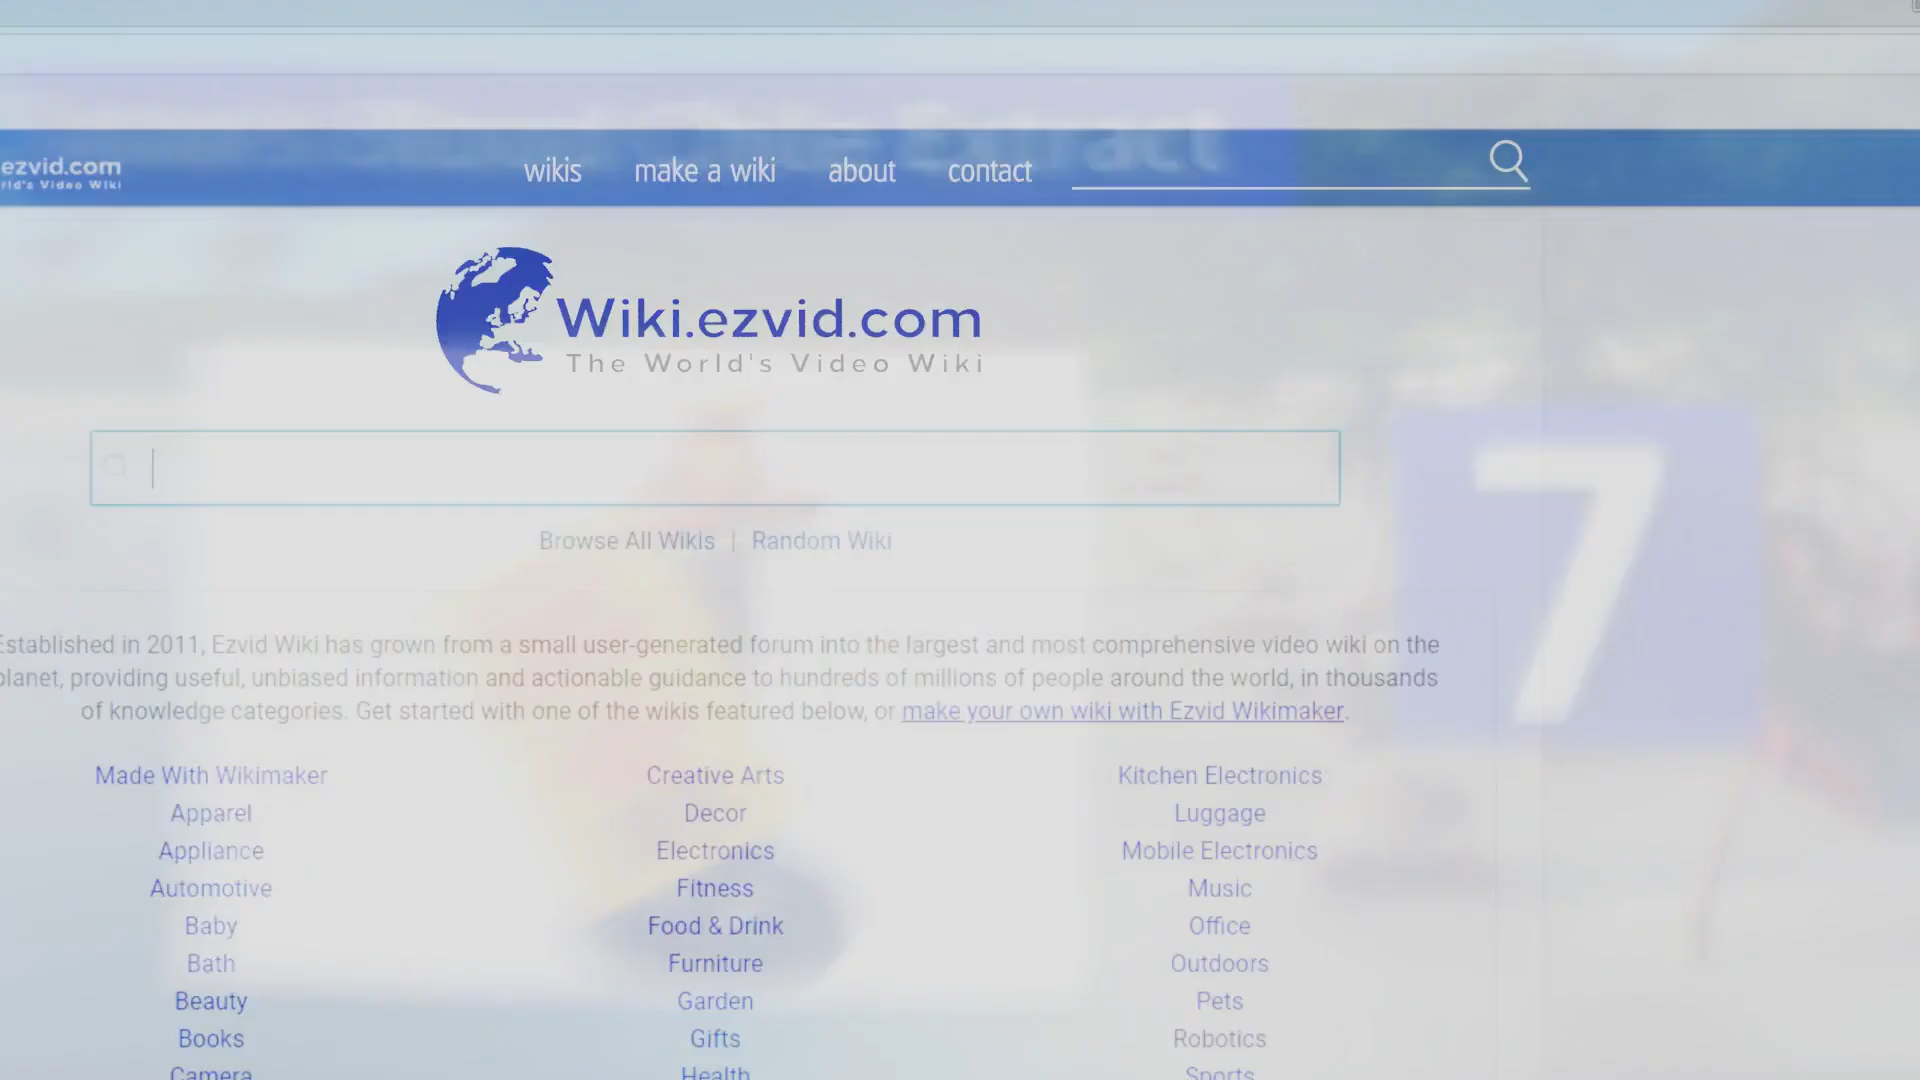 ezvid.com
wikis make a wiki about contact
Extract
Wiki.ezvid.com
The World's Video Wiki
Browse All Wikis | Random Wiki
7
Established in 2011, Ezvid Wiki has grown from a small user-generated forum into the largest and most comprehensive video wiki on the
planet, providing useful, unbiased information and actionable guidance to hundreds of millions of people around the world, in thousands
of knowledge categories. Get started with one of the wikis featured below, or make your own wiki with Ezvid Wikimaker.
Made With Wikimaker Creative Arts Kitchen Electronics
Apparel Decor Luggage
Appliance Electronics Mobile Electronics
Automotive Fitness Music
Baby Food & Drink Office
Bath Furniture Outdoors
Beauty Garden Pets
Books Gifts Robotics
Camera Health Sports